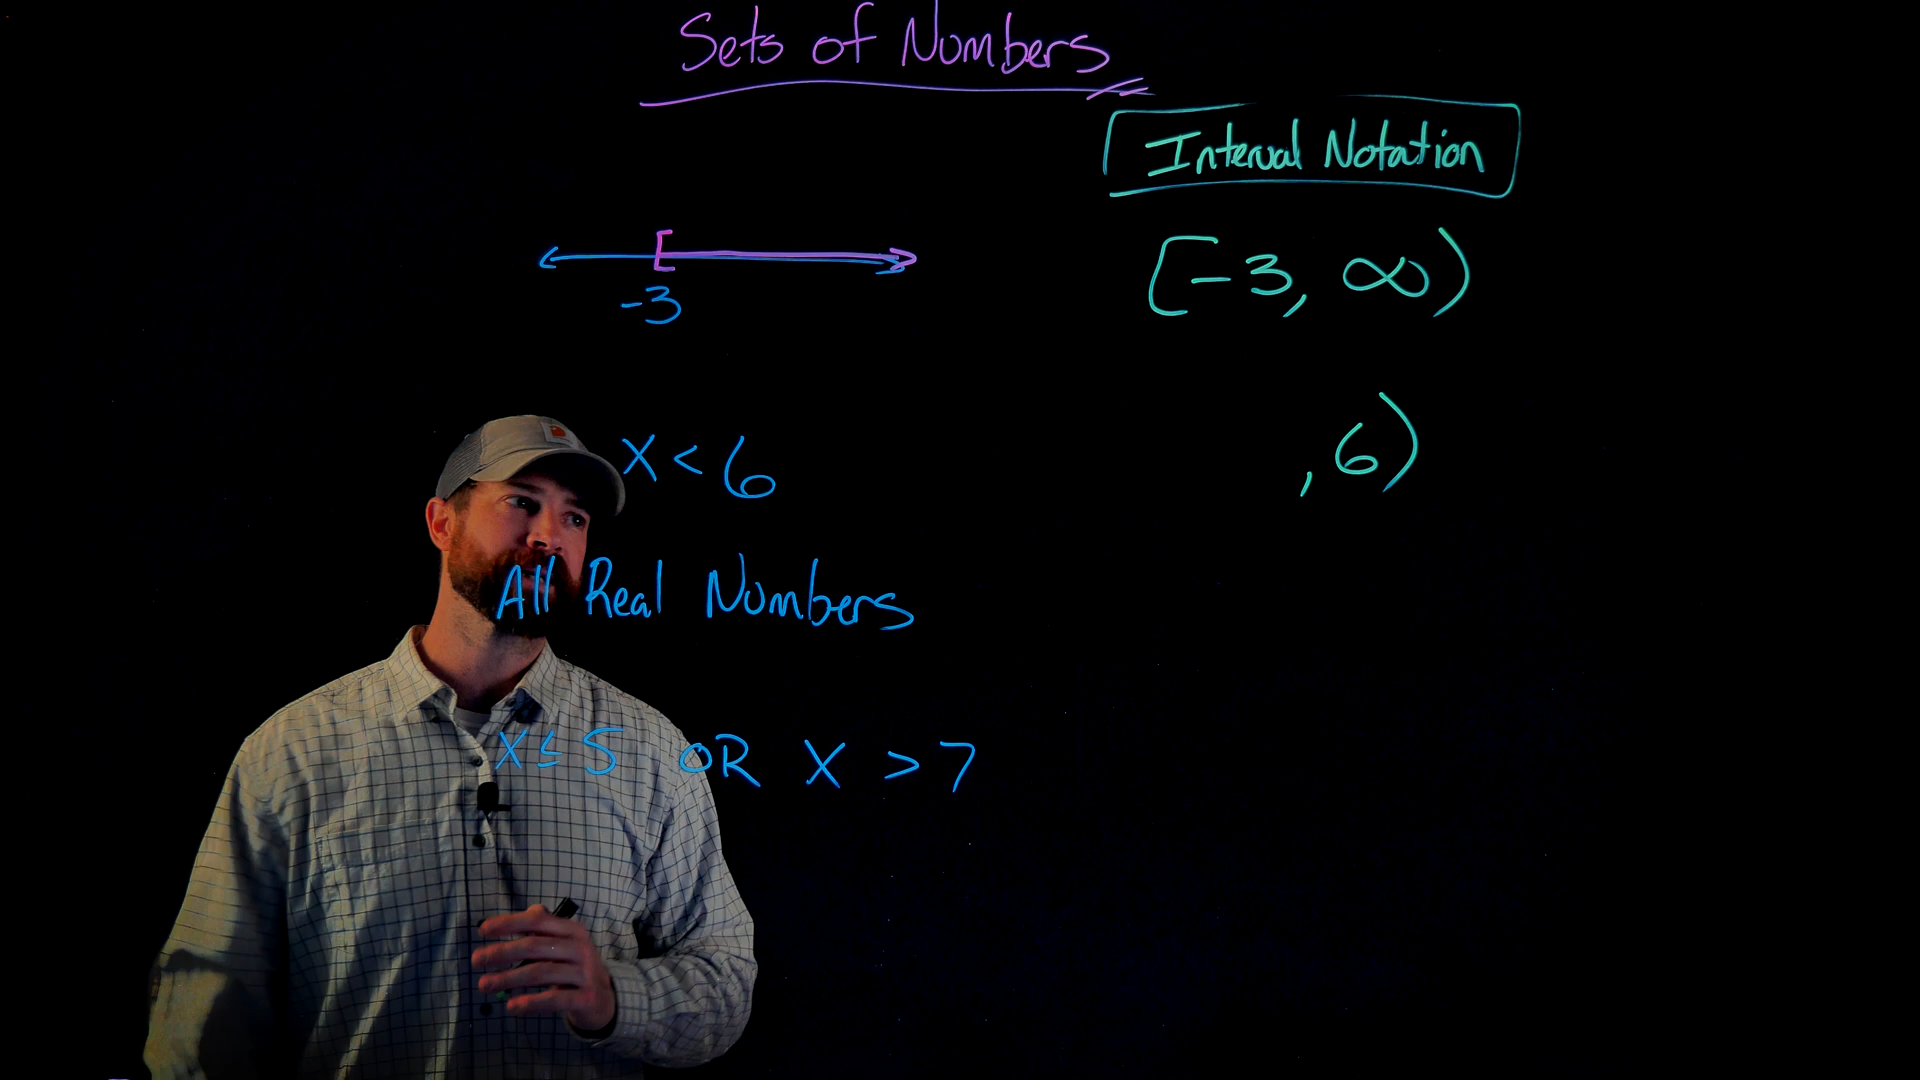 Sets of Numbers
Interval Notation
-3
[-3, ∞)
x < 6
, 6)
All Real Numbers
x ≤ 5 OR x > 7